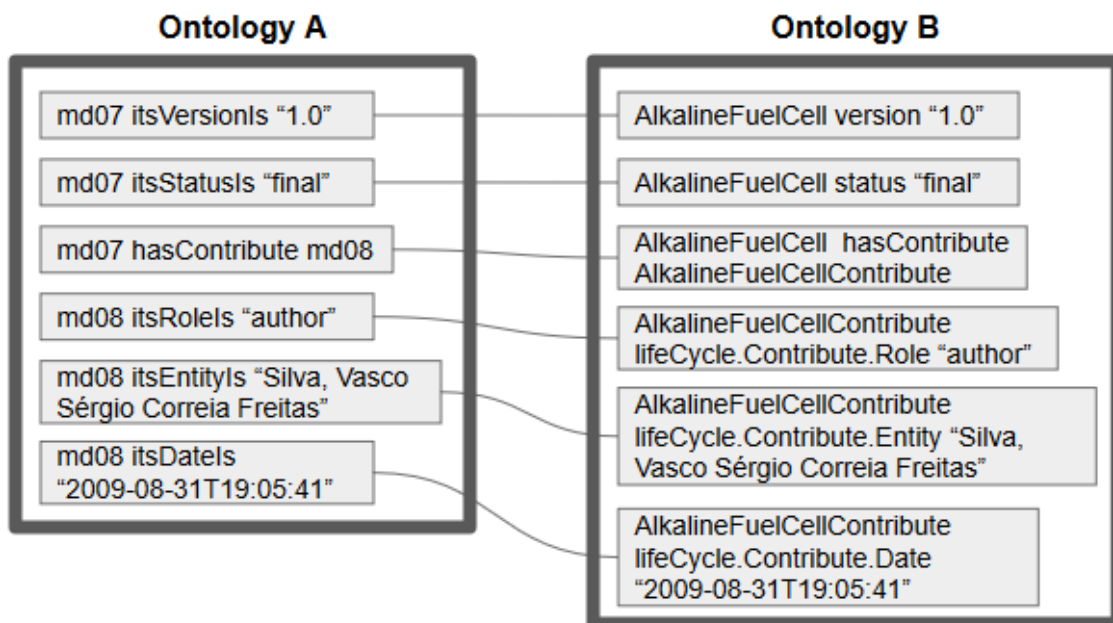 Ontology A
Ontology B
md07 itsVersionIs “1.0”
md07 itsStatusIs “final”
md07 hasContribute md08
md08 itsRoleIs “author”
md08 itsEntityIs “Silva, Vasco
Sérgio Correia Freitas”
md08 itsDateIs
“2009-08-31T19:05:41”
AlkalineFuelCell version “1.0”
AlkalineFuelCell status “final”
AlkalineFuelCell hasContribute
AlkalineFuelCellContribute
AlkalineFuelCellContribute
lifeCycle.Contribute.Role “author”
AlkalineFuelCellContribute
lifeCycle.Contribute.Entity “Silva,
Vasco Sérgio Correia Freitas”
AlkalineFuelCellContribute
lifeCycle.Contribute.Date
“2009-08-31T19:05:41”